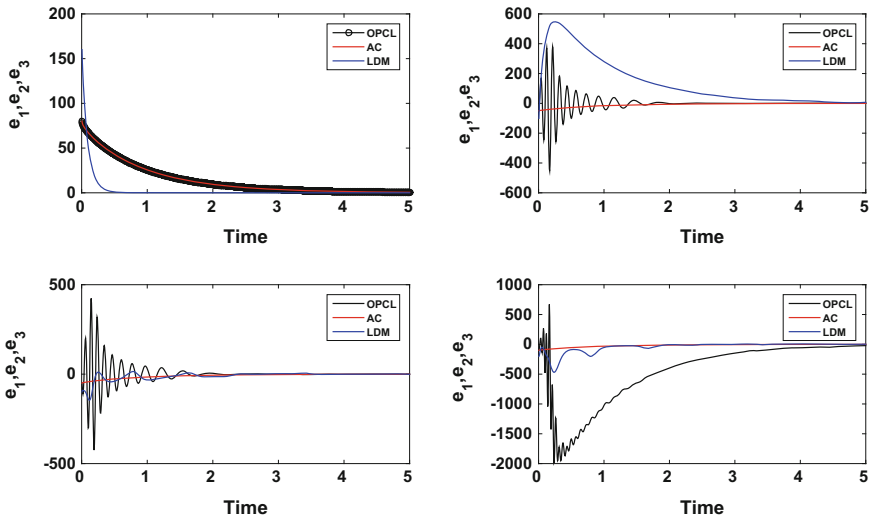 200
150
100
50
0
e1,e2,e3
0 1 2 3 4 5
Time
OPCL
AC
LDM
600
400
200
0
-200
-400
-600
e1,e2,e3
0 1 2 3 4 5
Time
OPCL
AC
LDM
500
0
-500
e1,e2,e3
0 1 2 3 4 5
Time
OPCL
AC
LDM
1000
500
0
-500
-1000
-1500
-2000
e1,e2,e3
0 1 2 3 4 5
Time
OPCL
AC
LDM